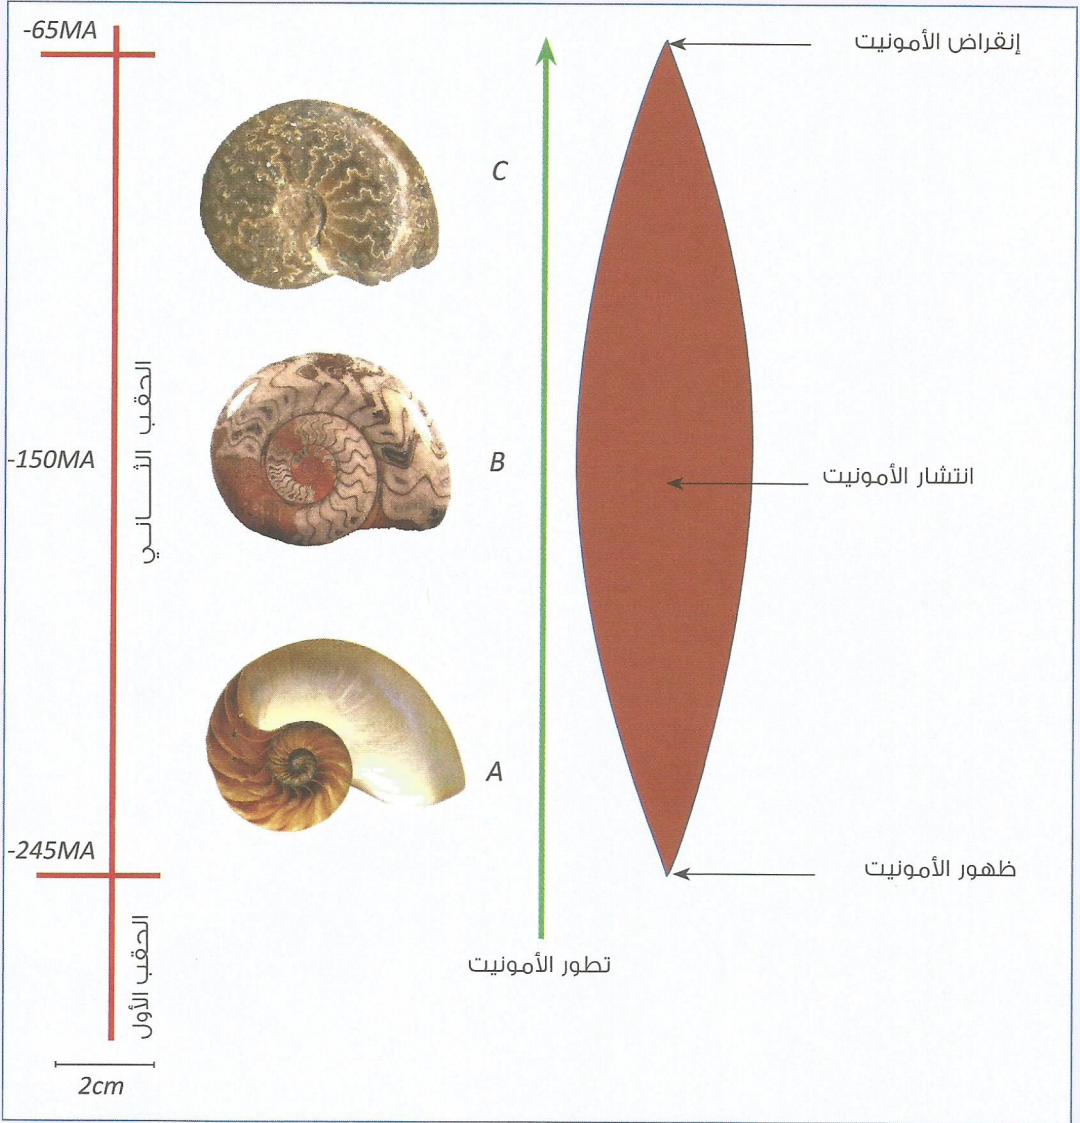 -65MA
إنقراض الأمونيت
C
الحقب الثاني
-150MA
B
انتشار الأمونيت
A
-245MA
ظهور الأمونيت
الحقب الأول
تطور الأمونيت
2cm